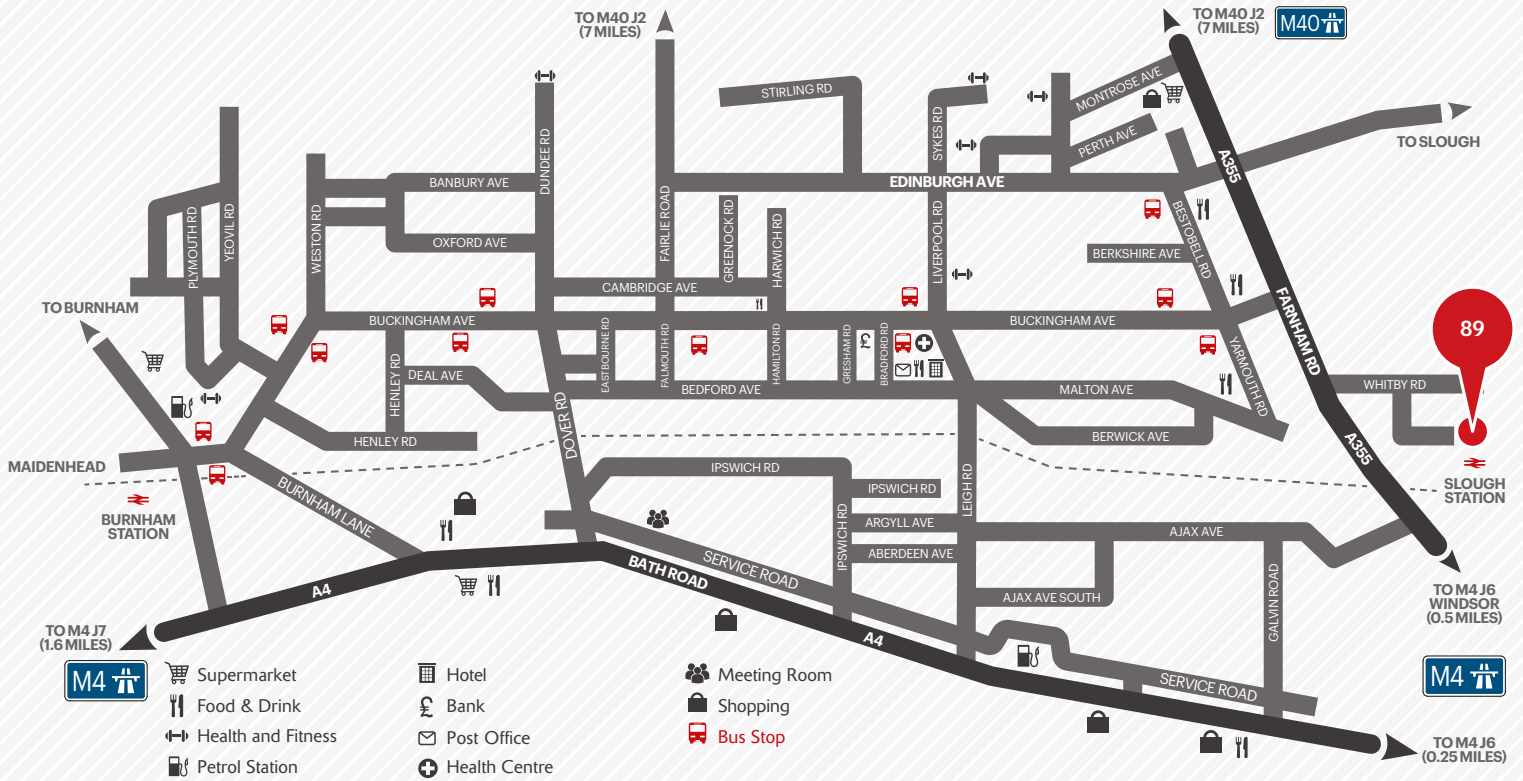 TO M40 J2
(7 MILES)
TO M40 J2
(7 MILES)
M40
STIRLING RD
MONTROSE AVE
PERTH AVE
SYKES RD
DUNDEE RD
A355
TO SLOUGH
BANBURY AVE
EDINBURGH AVE
PLYMOUTH RD
YEOVIL RD
WESTON RD
OXFORD AVE
FAIRLIE ROAD
GREENOCK RD
HARWICH RD
LIVERPOOL RD
BESTOBELL RD
BERKSHIRE AVE
CAMBRIDGE AVE
TO BURNHAM
BUCKINGHAM AVE
BUCKINGHAM AVE
FARNHAM RD
89
HENLEY RD
DEAL AVE
EASTBOURNE RD
FALMOUTH RD
HAMILTON RD
GRESHAM RD
BRADFORD RD
YARMOUTH RD
BEDFORD AVE
MALTON AVE
WHITBY RD
HENLEY RD
DOVER RD
BERWICK AVE
A355
MAIDENHEAD
BURNHAM
STATION
BURNHAM LANE
IPSWICH RD
IPSWICH RD
IPSWICH RD
LEIGH RD
SLOUGH
STATION
ARGYLL AVE
AJAX AVE
ABERDEEN AVE
SERVICE ROAD
BATH ROAD
A4
AJAX AVE SOUTH
GALVIN ROAD
TO M4 J6
WINDSOR
(0.5 MILES)
TO M4 J7
(1.6 MILES)
A4
M4
M4
SERVICE ROAD
TO M4 J6
(0.25 MILES)
Supermarket
Food & Drink
Health and Fitness
Petrol Station
Hotel
Bank
Post Office
Health Centre
Meeting Room
Shopping
Bus Stop